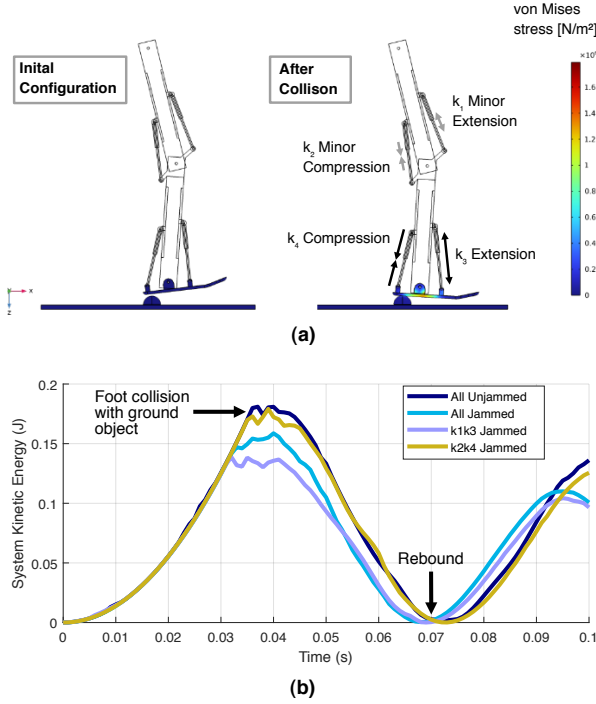 von Mises
stress [N/m²]
Inital
Configuration
After
Collison
k₁ Minor
Extension
k₂ Minor
Compression
k₄ Compression
k₃ Extension
1.8
1.6
1.4
1.2
1
0.8
0.6
0.4
0.2
0
y
x
z
(a)
0.2
0.15
0.1
0.05
0
System Kinetic Energy (J)
Foot collision
with ground
object
All Unjammed
All Jammed
k1k3 Jammed
k2k4 Jammed
Rebound
0 0.01 0.02 0.03 0.04 0.05 0.06 0.07 0.08 0.09 0.1
Time (s)
(b)